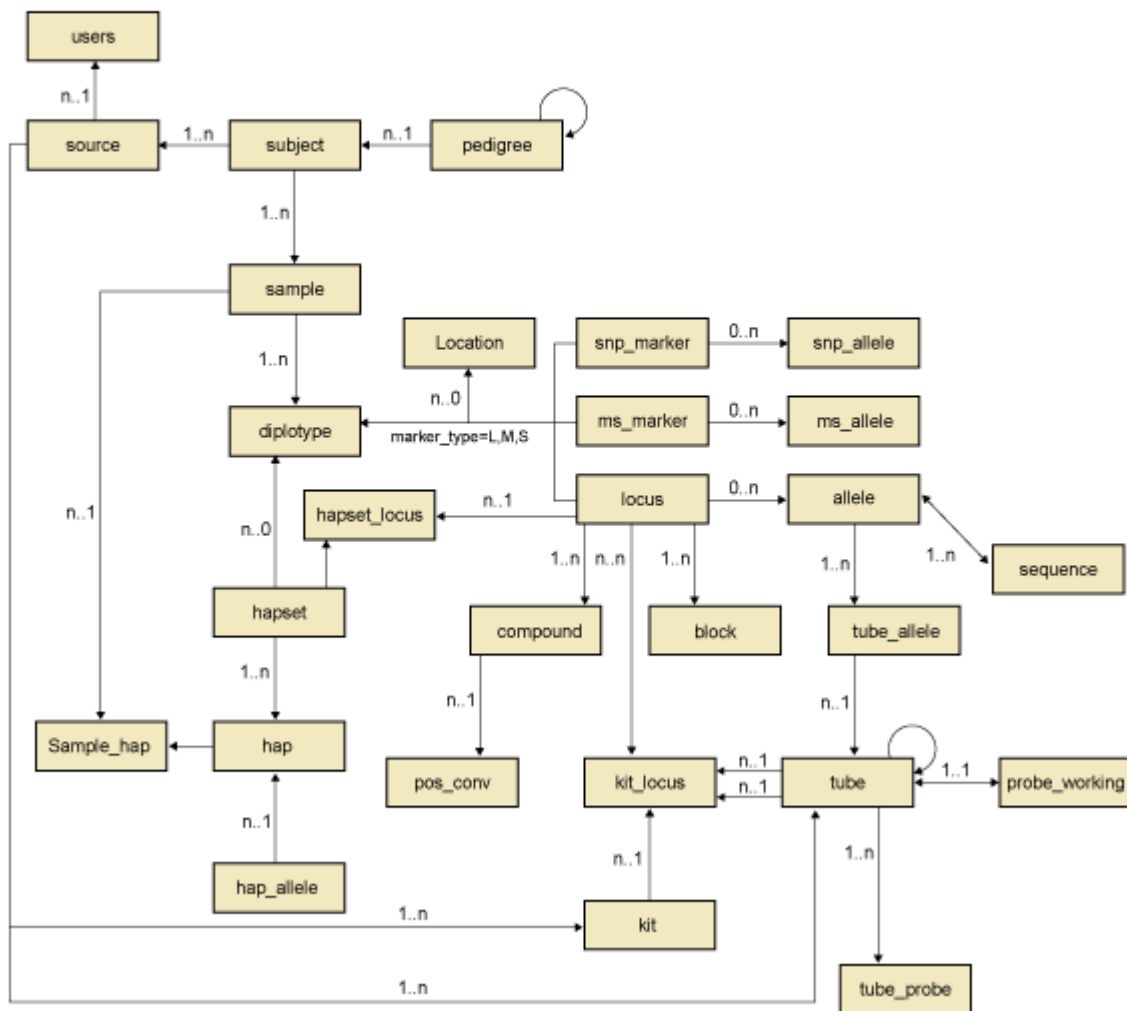 users
n..1
source
1..n
subject
n..1
pedigree
1..n
sample
1..n
Location
snp_marker
0..n
snp_allele
n..0
diplotype
marker_type=L,M,S
ms_marker
0..n
ms_allele
n..1
n..0
hapset_locus
n..1
locus
0..n
allele
1..n
n..n
1..n
1..n
1..n
sequence
hapset
compound
block
tube_allele
1..n
n..1
n..1
Sample_hap
hap
pos_conv
kit_locus
n..1
n..1
tube
1..1
probe_working
n..1
n..1
1..n
hap_allele
1..n
kit
1..n
tube_probe